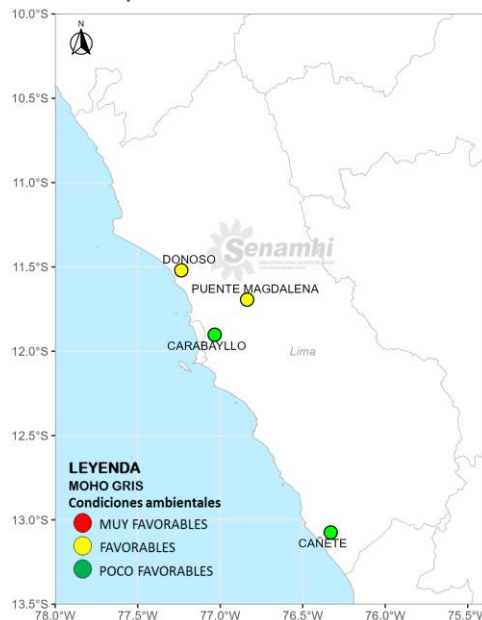 10.0°S
N
10.5°S
11.0°S
11.5°S
12.0°S
12.5°S
13.0°S
13.5°S
Senamhi
DONOSO
PUENTE MAGDALENA
CARABAYLLO
Lima
CAÑETE
LEYENDA
MOHO GRIS
Condiciones ambientales
MUY FAVORABLES
FAVORABLES
POCO FAVORABLES
78.0°W
77.5°W
77.0°W
76.5°W
76.0°W
75.5°W